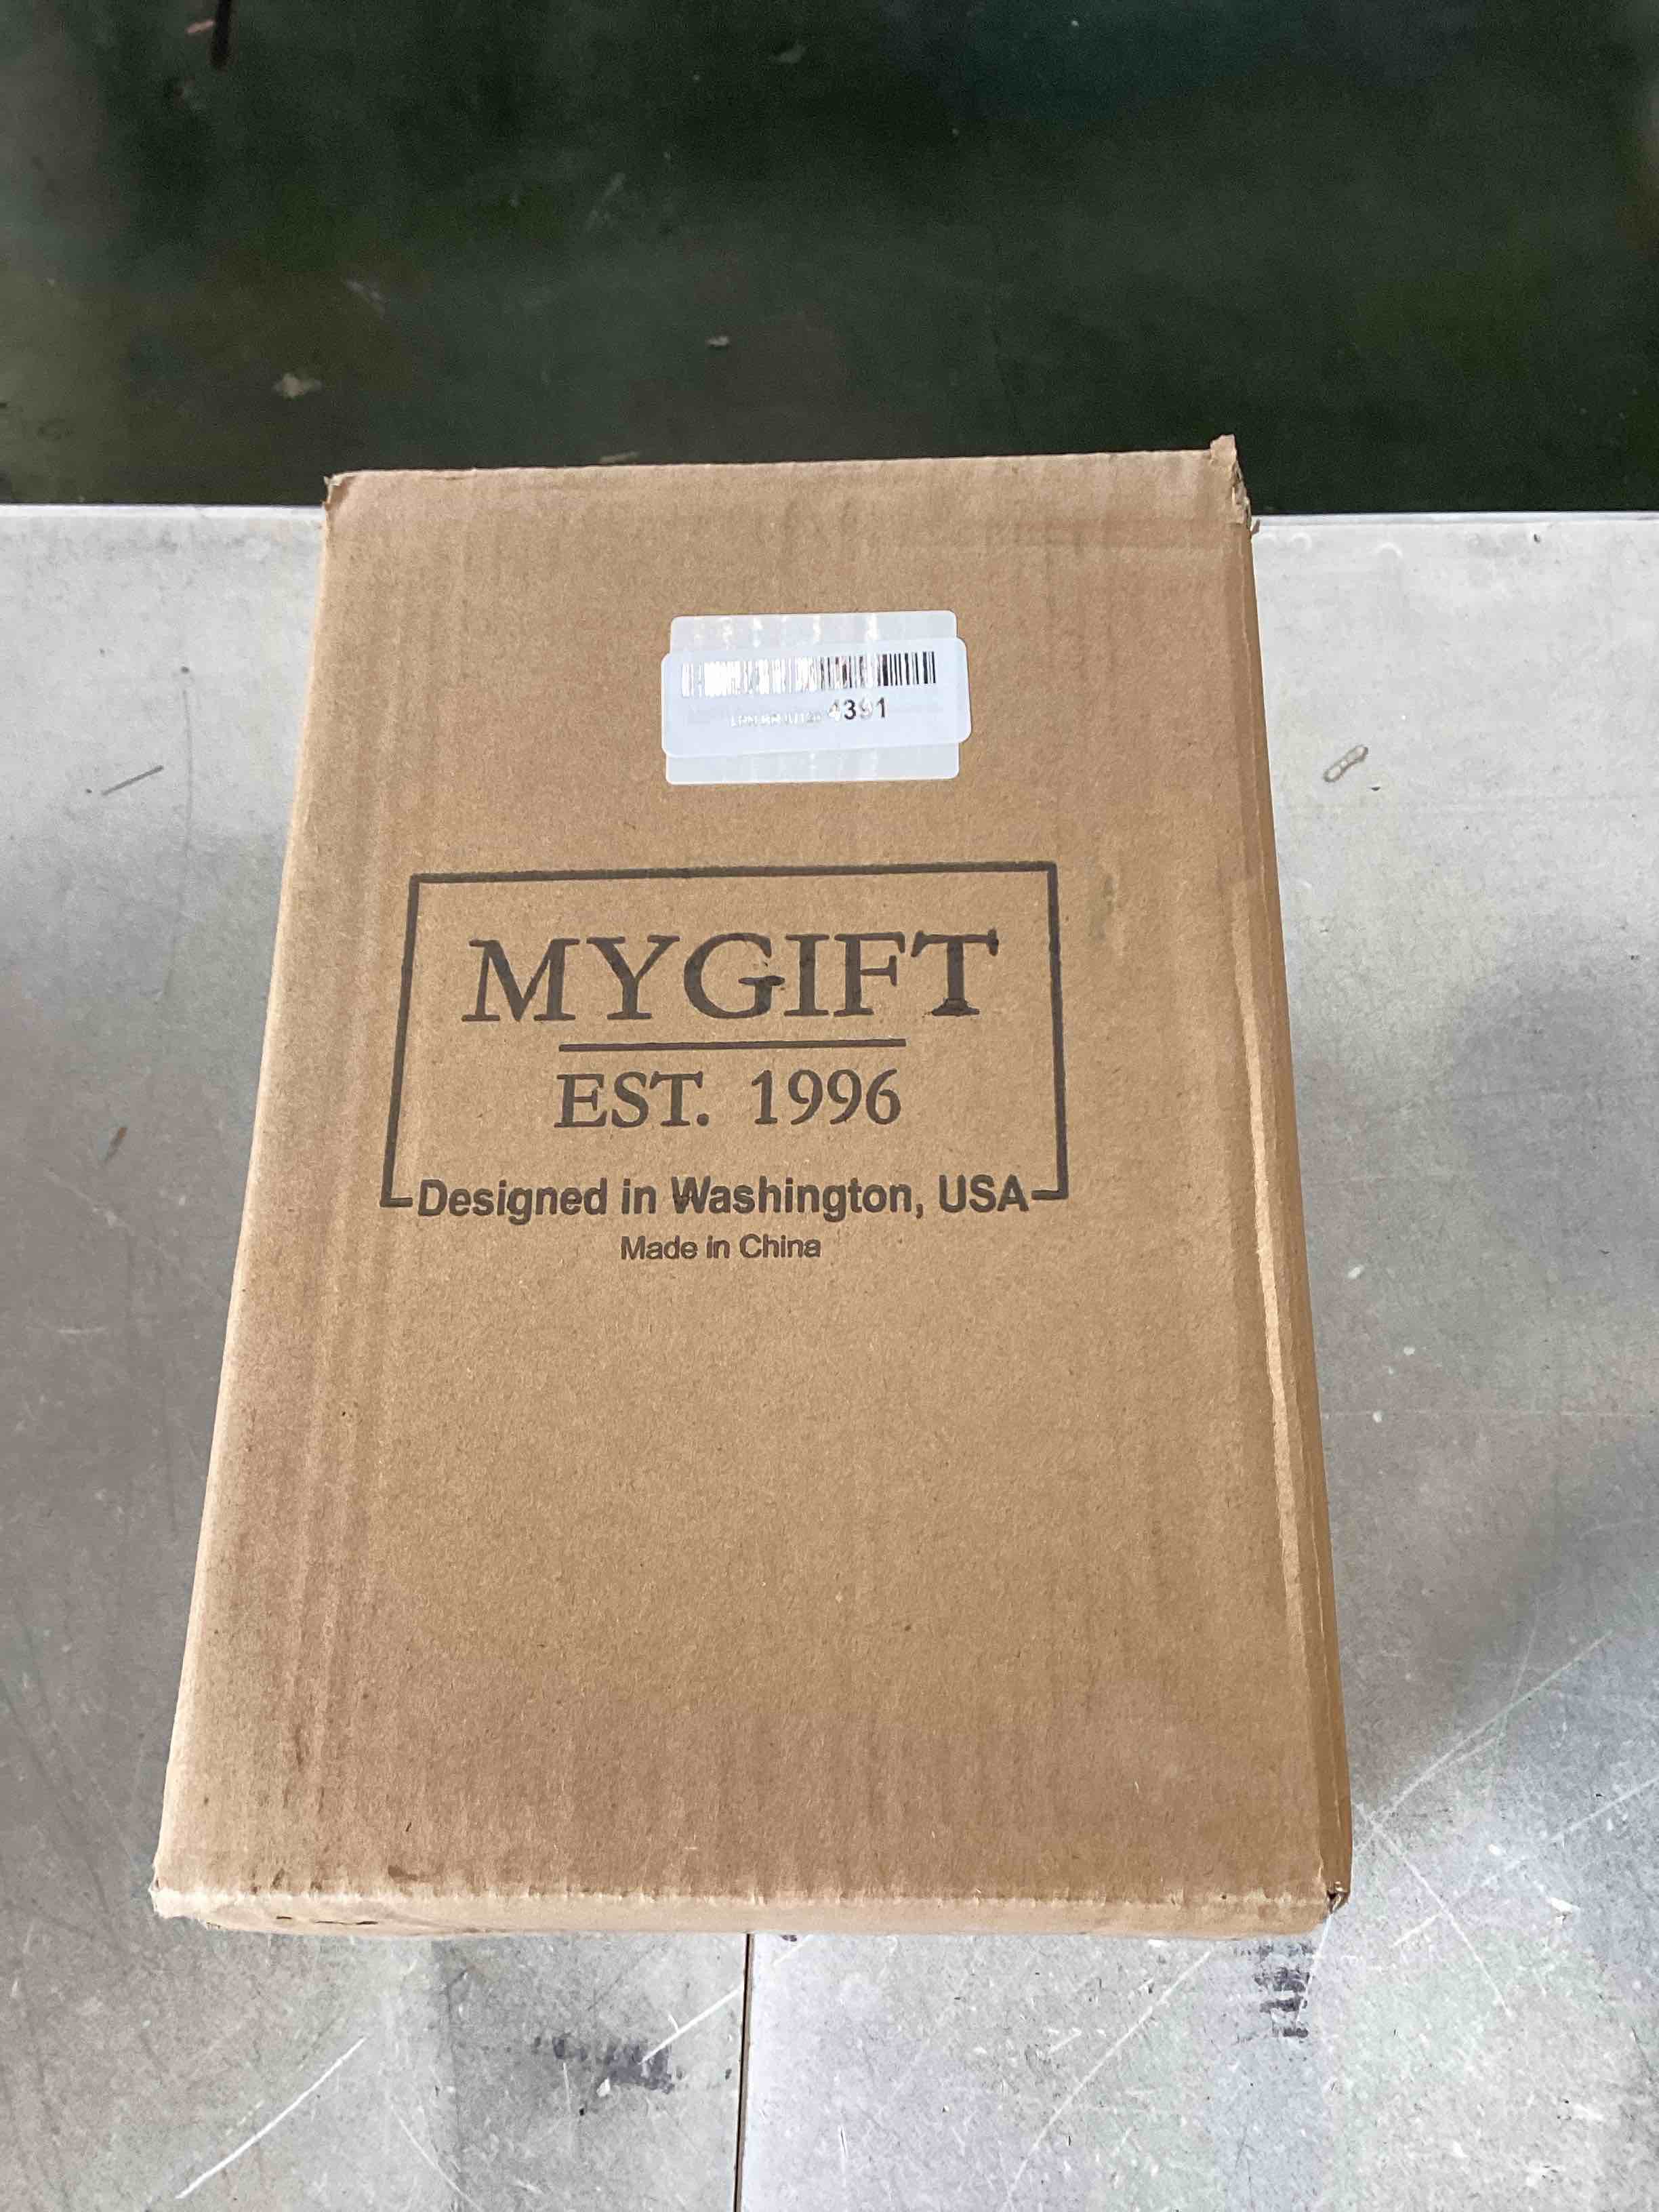 4391
MYGIFT
EST. 1996
Designed in Washington, USA
Made in China